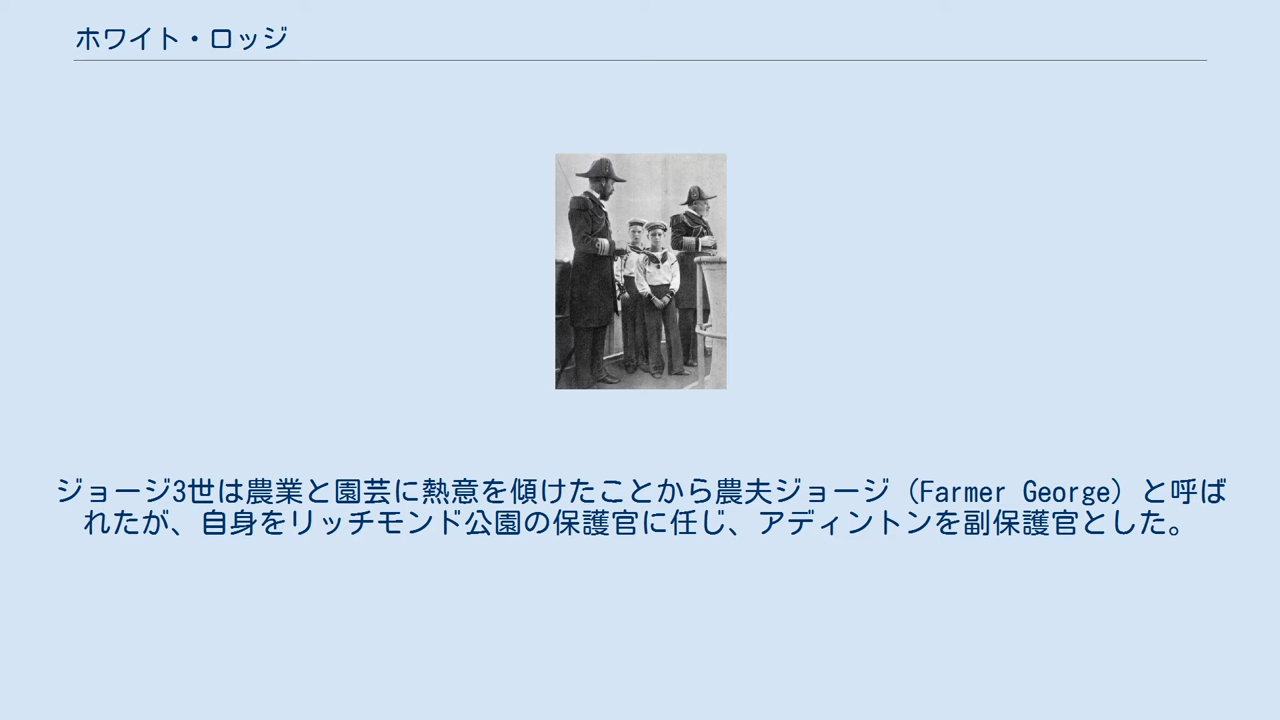 ホワイト・ロッジ
ジョージ3世は農業と園芸に熱意を傾けたことから農夫ジョージ（Farmer George）と呼ば
れたが、自身をリッチモンド公園の保護官に任じ、アディントンを副保護官とした。